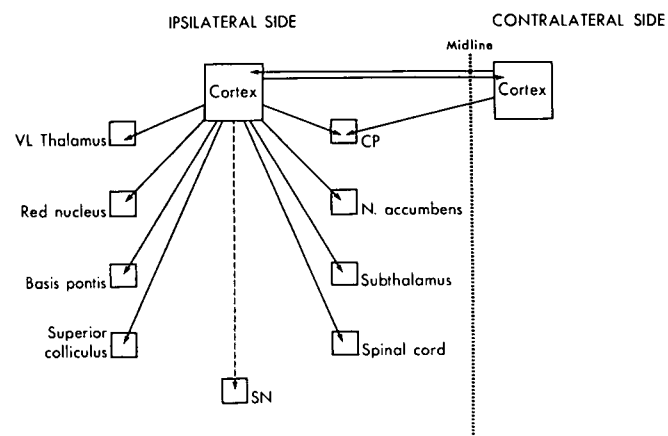 IPSILATERAL SIDE
CONTRALATERAL SIDE
Midline
Cortex
Cortex
VL Thalamus
CP
Red nucleus
N. accumbens
Basis pontis
Subthalamus
Superior
colliculus
Spinal cord
SN